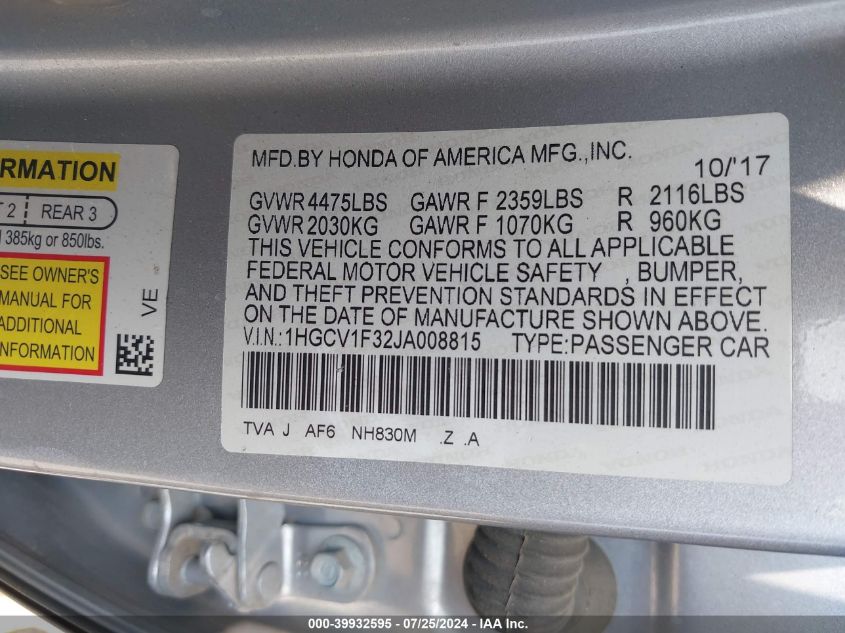 RMATION
T 2 REAR 3
385kg or 850lbs.
SEE OWNER'S
MANUAL FOR
ADDITIONAL
INFORMATION
VE
MFD.BY HONDA OF AMERICA MFG.,INC.
10/'17
GVWR 4475LBS GAWR F 2359LBS R 2116LBS
GVWR 2030KG GAWR F 1070KG R 960KG
THIS VEHICLE CONFORMS TO ALL APPLICABLE
FEDERAL MOTOR VEHICLE SAFETY , BUMPER,
AND THEFT PREVENTION STANDARDS IN EFFECT
ON THE DATE OF MANUFACTURE SHOWN ABOVE.
V.I.N.:1HGCV1F32JA008815 TYPE:PASSENGER CAR
TVA J AF6 NH830M .Z .A
000-39932595 - 07/25/2024 - IAA Inc.